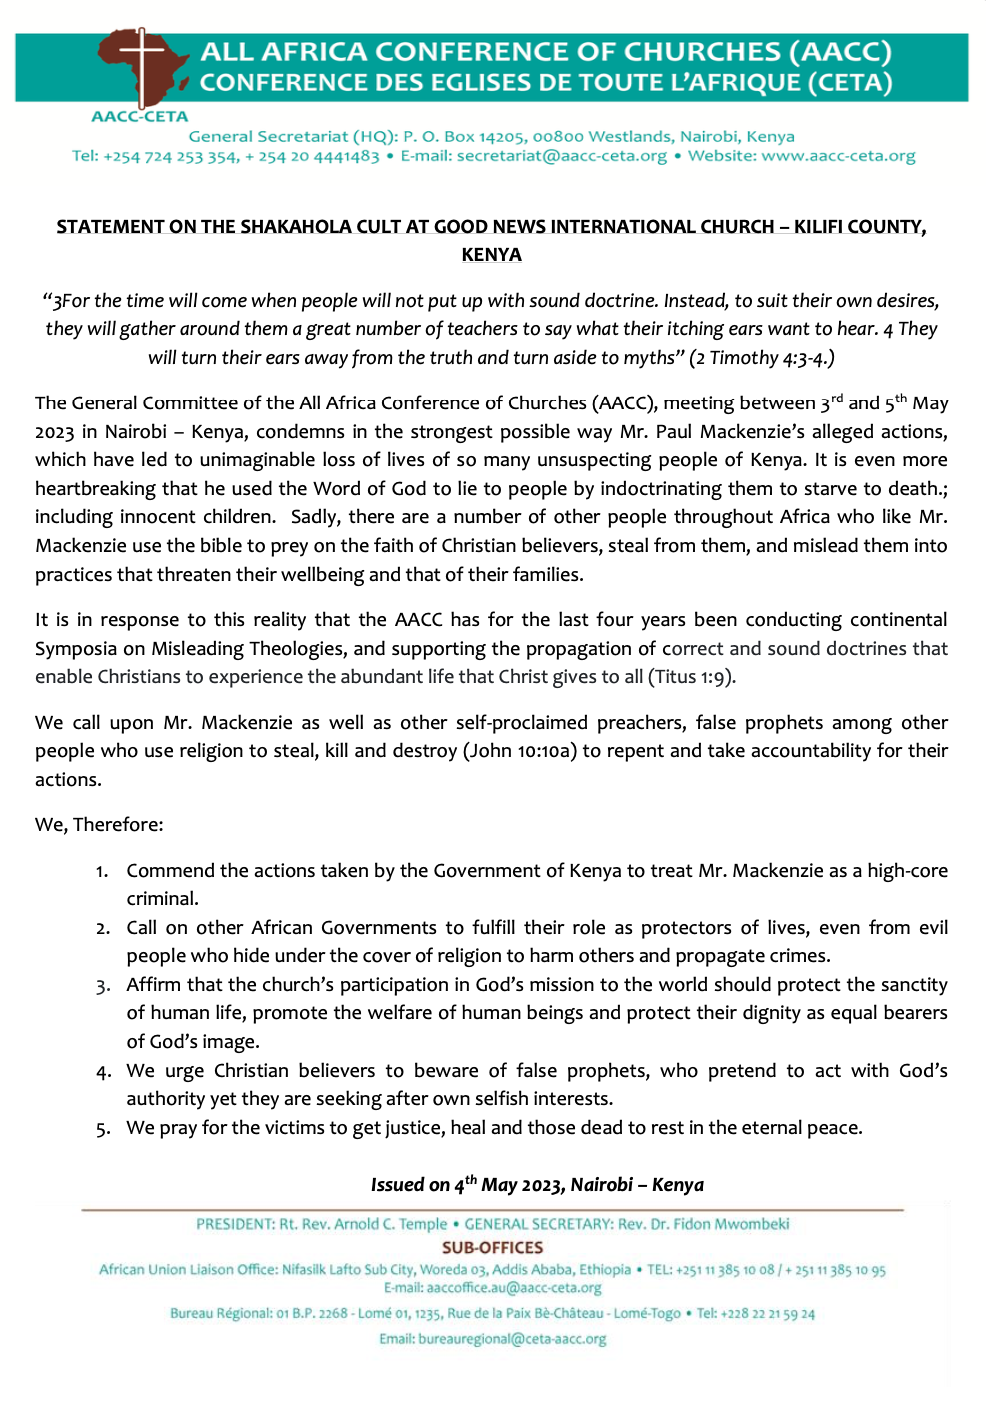 ALL AFRICA CONFERENCE OF CHURCHES (AACC)
CONFERENCE DES EGLISES DE TOUTE L'AFRIQUE (CETA)
AACC-CETA
General Secretariat (HQ): P. O. Box 14205, 00800 Westlands, Nairobi, Kenya
Tel: +254 724 253 354, + 254 20 4441483 • E-mail: secretariat@aacc-ceta.org • Website: www.aacc-ceta.org
STATEMENT ON THE SHAKAHOLA CULT AT GOOD NEWS INTERNATIONAL CHURCH – KILIFI COUNTY,
KENYA
“3For the time will come when people will not put up with sound doctrine. Instead, to suit their own desires,
they will gather around them a great number of teachers to say what their itching ears want to hear. 4 They
will turn their ears away from the truth and turn aside to myths” (2 Timothy 4:3-4.)
The General Committee of the All Africa Conference of Churches (AACC), meeting between 3rd and 5th May
2023 in Nairobi – Kenya, condemns in the strongest possible way Mr. Paul Mackenzie’s alleged actions,
which have led to unimaginable loss of lives of so many unsuspecting people of Kenya. It is even more
heartbreaking that he used the Word of God to lie to people by indoctrinating them to starve to death.;
including innocent children.  Sadly, there are a number of other people throughout Africa who like Mr.
Mackenzie use the bible to prey on the faith of Christian believers, steal from them, and mislead them into
practices that threaten their wellbeing and that of their families.
It is in response to this reality that the AACC has for the last four years been conducting continental
Symposia on Misleading Theologies, and supporting the propagation of correct and sound doctrines that
enable Christians to experience the abundant life that Christ gives to all (Titus 1:9).
We call upon Mr. Mackenzie as well as other self-proclaimed preachers, false prophets among other
people who use religion to steal, kill and destroy (John 10:10a) to repent and take accountability for their
actions.
We, Therefore:
1. Commend the actions taken by the Government of Kenya to treat Mr. Mackenzie as a high-core
criminal.
2. Call on other African Governments to fulfill their role as protectors of lives, even from evil
people who hide under the cover of religion to harm others and propagate crimes.
3. Affirm that the church’s participation in God’s mission to the world should protect the sanctity
of human life, promote the welfare of human beings and protect their dignity as equal bearers
of God’s image.
4. We urge Christian believers to beware of false prophets, who pretend to act with God’s
authority yet they are seeking after own selfish interests.
5. We pray for the victims to get justice, heal and those dead to rest in the eternal peace.
Issued on 4th May 2023, Nairobi – Kenya
PRESIDENT: Rt. Rev. Arnold C. Temple • GENERAL SECRETARY: Rev. Dr. Fidon Mwombeki
SUB-OFFICES
African Union Liaison Office: Nifasilk Lafto Sub City, Woreda 03, Addis Ababa, Ethiopia • TEL: +251 11 385 10 08 / + 251 11 385 10 95
E-mail: aaccoffice.au@aacc-ceta.org
Bureau Régional: 01 B.P. 2268 - Lomé 01, 1235, Rue de la Paix Bè-Château - Lomé-Togo • Tel: +228 22 21 59 24
Email: bureauregional@ceta-aacc.org